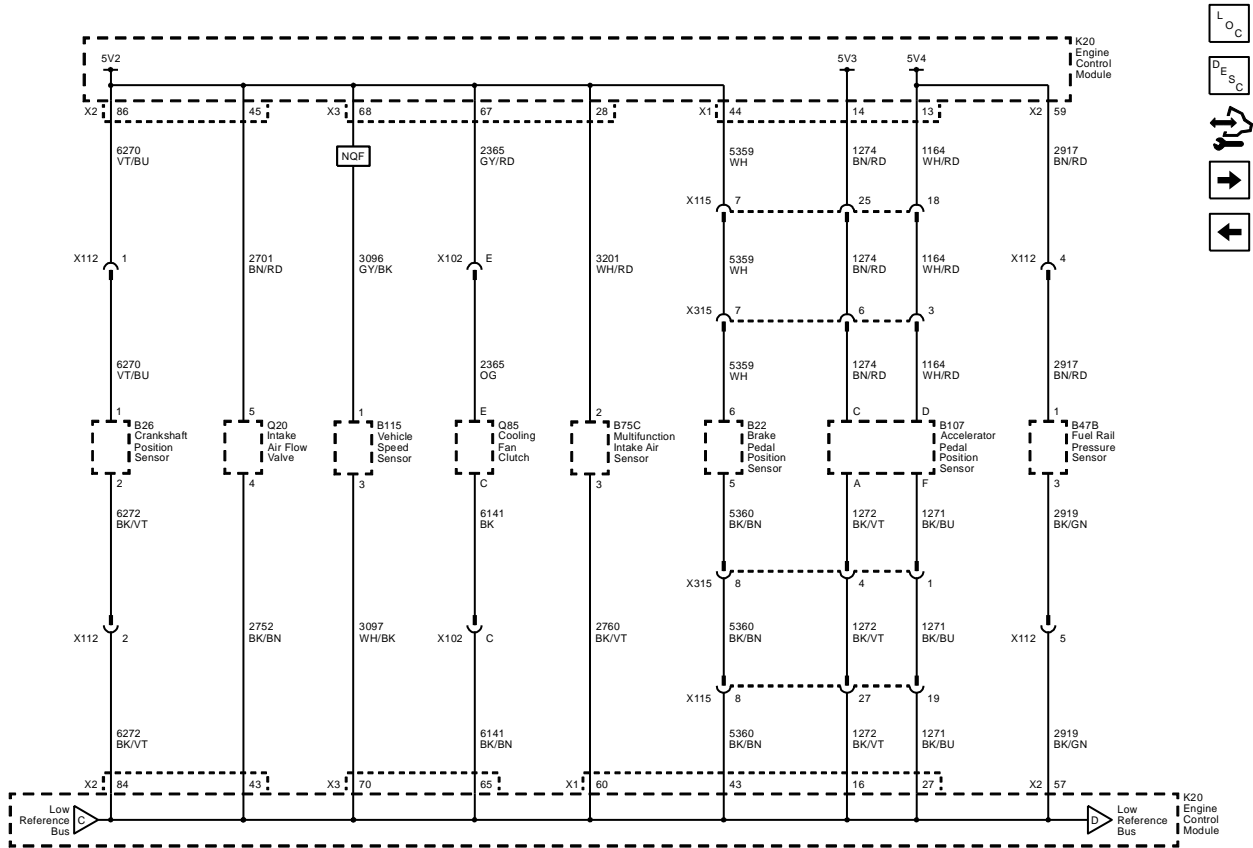 L
O
C
K20
Engine
Control
Module
5V2 5V3 5V4
D
E
S
C
X2 86 45 X3 68 67 28 X1 44 14 13 X2 59
6270
VT/BU
NQF
2365
GY/RD
5359
WH
1274
BN/RD
1164
WH/RD
2917
BN/RD
X115 7 25 18
X112 1
2701
BN/RD
3096
GY/BK
X102 E
3201
WH/RD
5359
WH
1274
BN/RD
1164
WH/RD
X112 4
X315 7 6 3
6270
VT/BU
2365
OG
5359
WH
1274
BN/RD
1164
WH/RD
2917
BN/RD
1 5 1 E 2 6 C D 1
B26
Crankshaft
Position
Sensor
Q20
Intake
Air Flow
Valve
B115
Vehicle
Speed
Sensor
Q85
Cooling
Fan
Clutch
B75C
Multifunction
Intake Air
Sensor
B22
Brake
Pedal
Position
Sensor
B107
Accelerator
Pedal
Position
Sensor
B47B
Fuel Rail
Pressure
Sensor
2 4 3 C 3 5 A F 3
6272
BK/VT
6141
BK
5360
BK/BN
1272
BK/VT
1271
BK/BU
2919
BK/GN
X315 8 4 1
X112 2
2752
BK/BN
3097
WH/BK
X102 C
2760
BK/VT
5360
BK/BN
1272
BK/VT
1271
BK/BU
X112 5
X115 8 27 19
6272
BK/VT
6141
BK/BN
5360
BK/BN
1272
BK/VT
1271
BK/BU
2919
BK/GN
X2 84 43 X3 70 65 X1 60 43 16 27 X2 57
Low
Reference
Bus
C
D
Low
Reference
Bus
K20
Engine
Control
Module